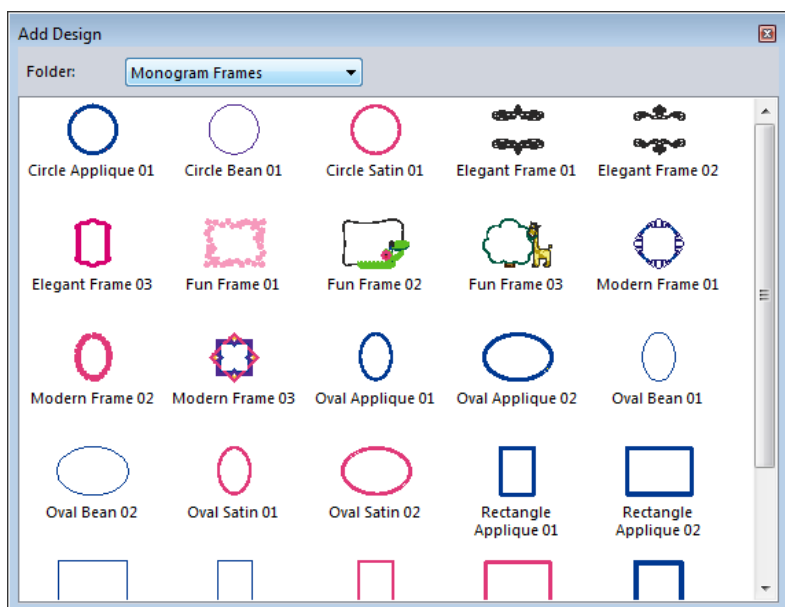 Add Design
Folder: Monogram Frames
Circle Applique 01 Circle Bean 01 Circle Satin 01 Elegant Frame 01 Elegant Frame 02
Elegant Frame 03 Fun Frame 01 Fun Frame 02 Fun Frame 03 Modern Frame 01
Modern Frame 02 Modern Frame 03 Oval Applique 01 Oval Applique 02 Oval Bean 01
Oval Bean 02 Oval Satin 01 Oval Satin 02 Rectangle Applique 01 Rectangle Applique 02